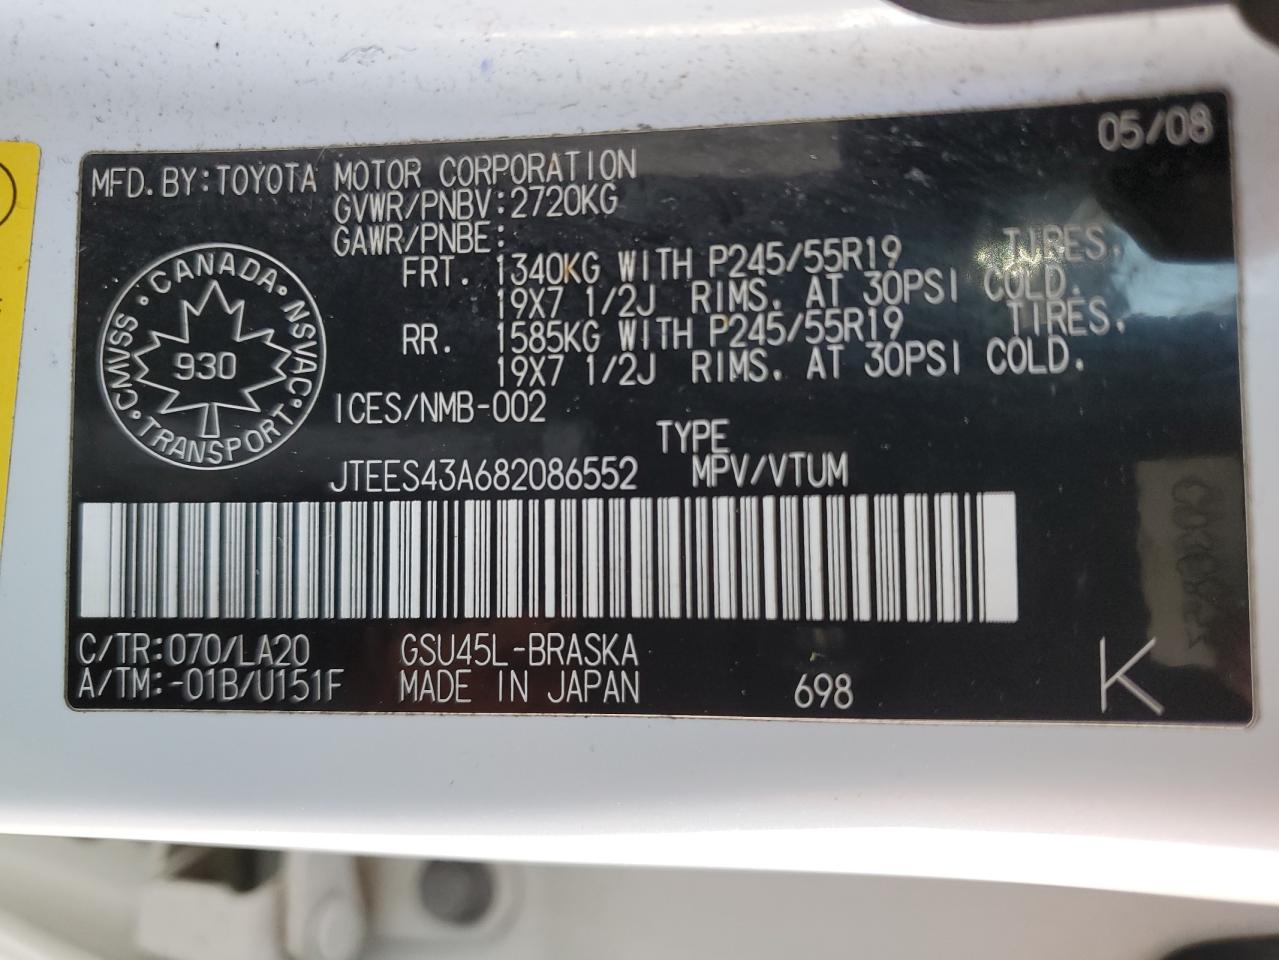 05/08
MFD. BY: TOYOTA MOTOR CORPORATION
GVWR/PNBV: 2720KG
GAWR/PNBE:
FRT. 1340KG WITH P245/55R19 TIRES,
19X7 1/2J RIMS. AT 30PSI COLD.
RR. 1585KG WITH P245/55R19 TIRES,
19X7 1/2J RIMS. AT 30PSI COLD.
CANADA · NSVAC · TRANSPORT · CMVSS ·
930
ICES/NMB-002
TYPE
JTEES43A682086552 MPV/VTUM
C/TR: 070/LA20 GSU45L-BRASKA
A/TM: -01B/U151F MADE IN JAPAN 698 K